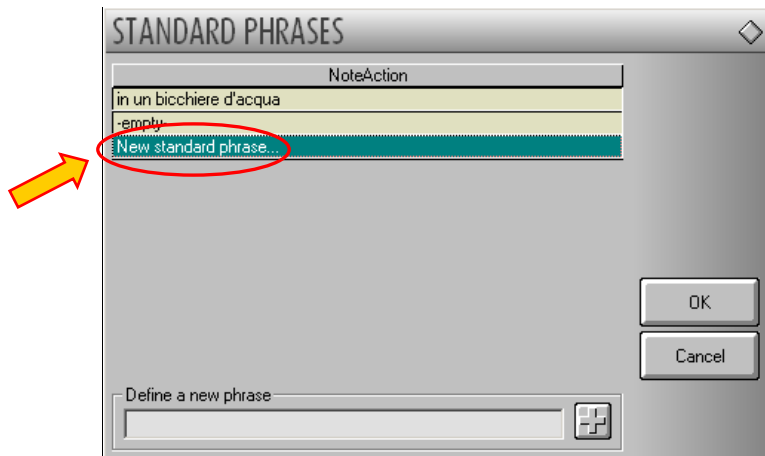 STANDARD PHRASES
NoteAction
in un bicchiere d'acqua
-empty-
New standard phrase...
OK
Cancel
Define a new phrase